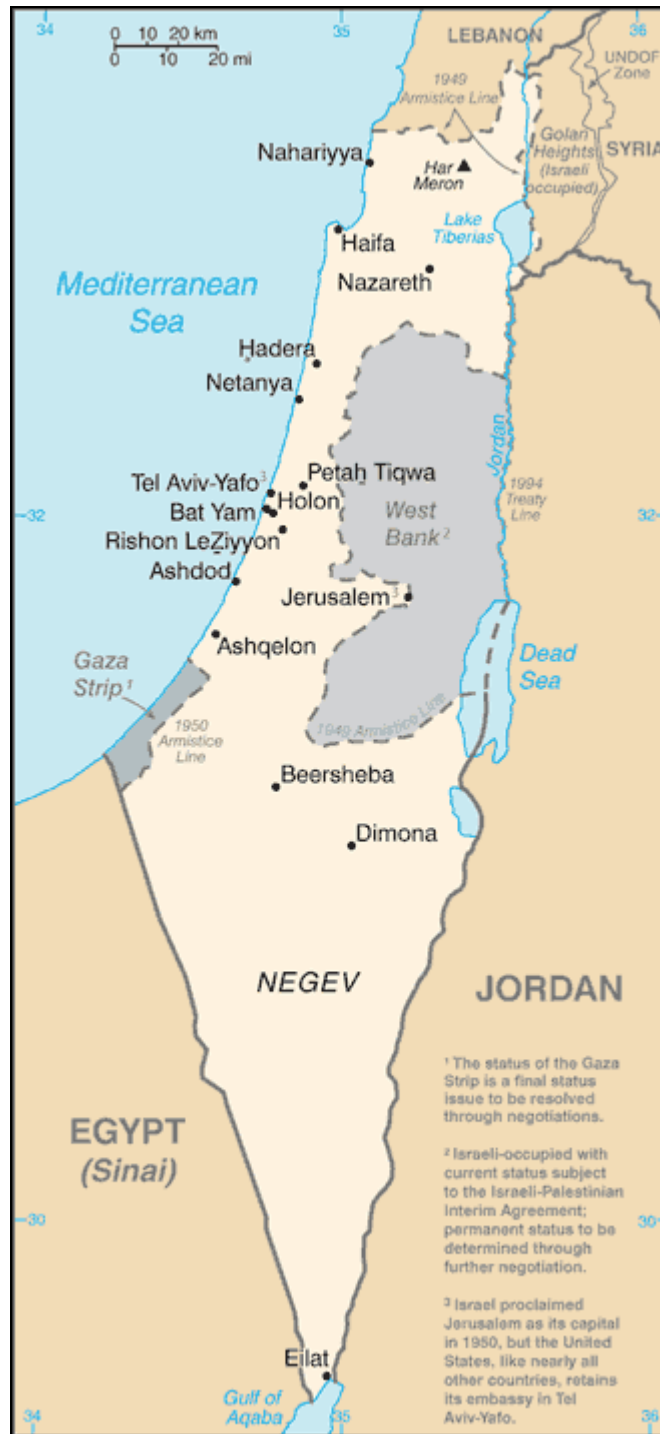 34
35
36
0 10 20 km
0 10 20 mi
LEBANON
UNDOF
Zone
1949
Armistice Line
Golan
Heights
(Israeli
occupied)
SYRIA
Nahariyya
Har
Meron
Lake
Tiberias
Haifa
Nazareth
Mediterranean
Sea
Hadera
Netanya
Jordan
Tel Aviv-Yafo³
Petah Tiqwa
Holon
1994
Treaty
Line
32
Bat Yam
West
Bank²
32
Rishon LeZiyyon
Ashdod
Jerusalem³
Ashqelon
Dead
Sea
Gaza
Strip¹
1950
Armistice
Line
1949 Armistice Line
Beersheba
Dimona
NEGEV
JORDAN
EGYPT
(Sinai)
¹ The status of the Gaza
Strip is a final status
issue to be resolved
through negotiations.
² Israeli-occupied with
current status subject
to the Israeli-Palestinian
Interim Agreement;
permanent status to be
determined through
further negotiation.
30
30
³ Israel proclaimed
Jerusalem as its capital
in 1950, but the United
States, like nearly all
other countries, retains
its embassy in Tel
Aviv-Yafo.
Eilat
Gulf of
Aqaba
34
35
36